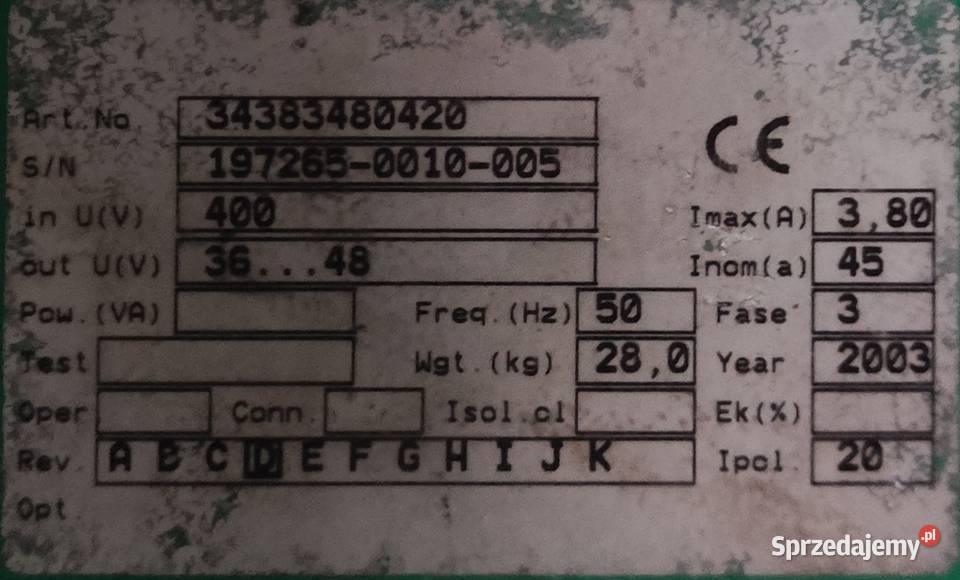 Art.No. 34383480420
S/N 197265-0010-005
in U(V) 400 Imax(A) 3,80
out U(V) 36...48 Inom(a) 45
Pow.(VA) Freq.(Hz) 50 Fase 3
Test Wgt.(kg) 28,0 Year 2003
Oper Conn. Isol.cl Ek(%)
Rev. A B C D E F G H I J K Ipcl. 20
Opt
CE
Sprzedajemy.pl